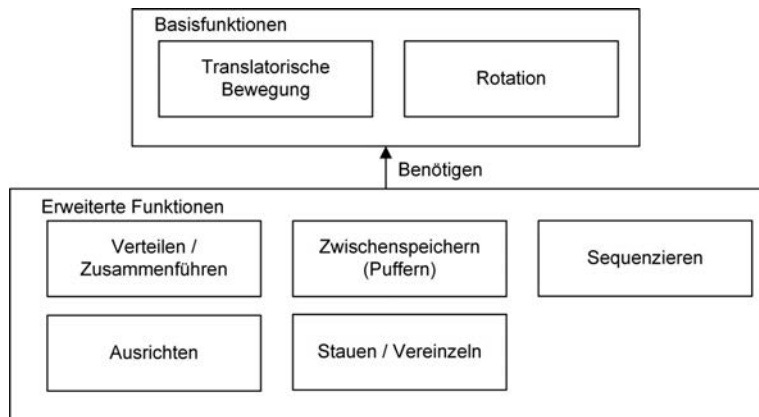 Basisfunktionen
Translatorische
Bewegung
Rotation
Benötigen
Erweiterte Funktionen
Verteilen /
Zusammenführen
Zwischenspeichern
(Puffern)
Sequenzieren
Ausrichten
Stauen / Vereinzeln